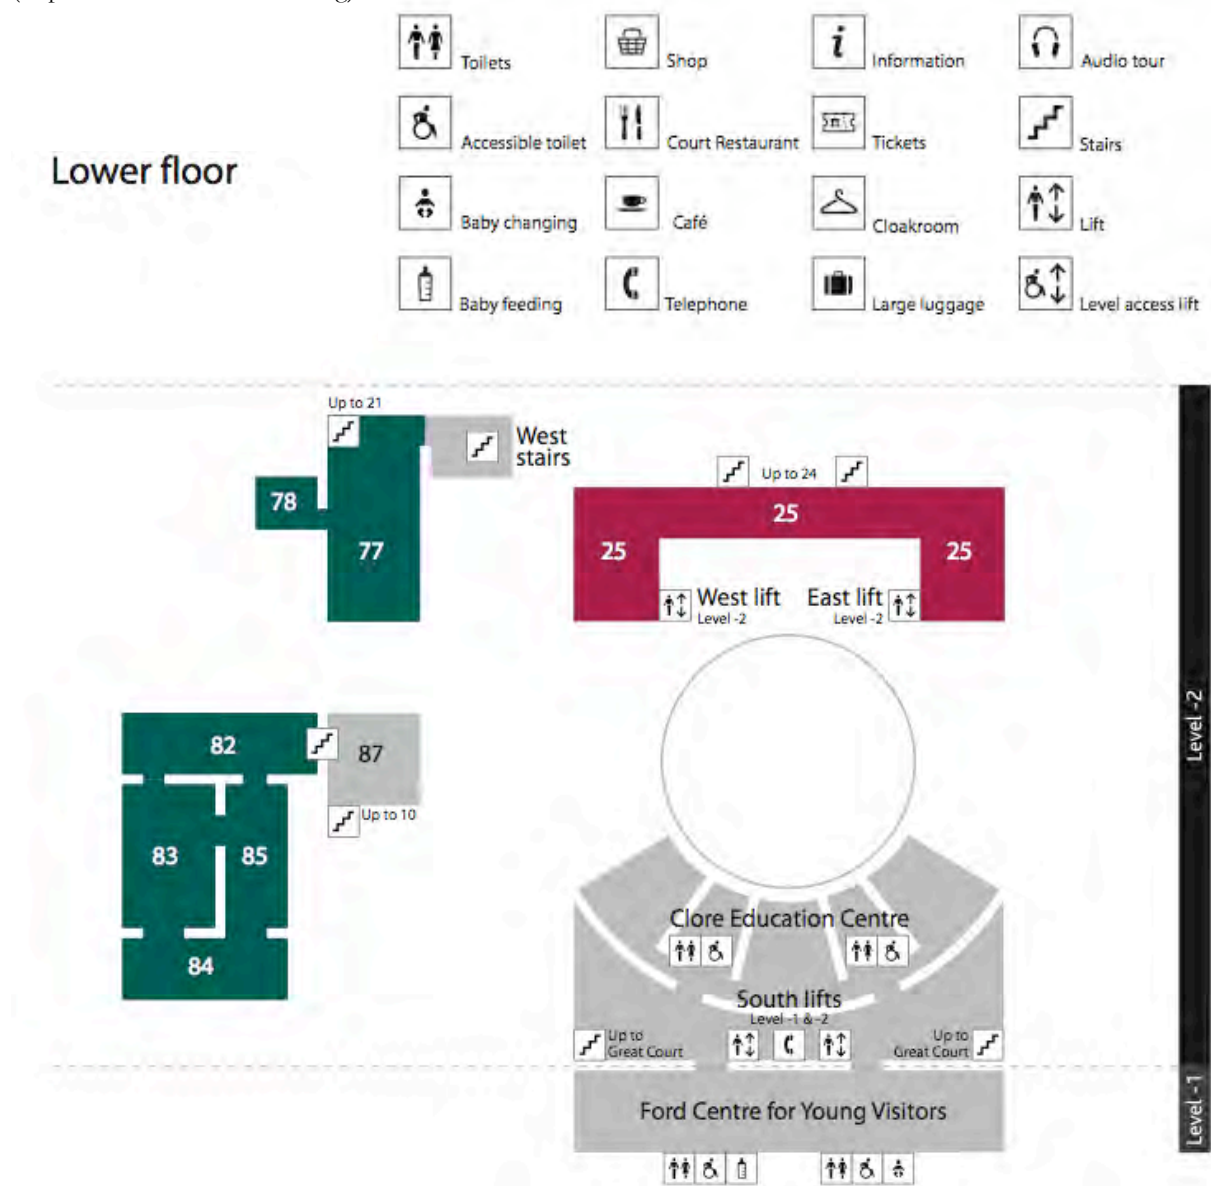 Toilets
Shop
Information
Audio tour
Accessible toilet
Court Restaurant
Tickets
Stairs
Lower floor
Baby changing
Café
Cloakroom
Lift
Baby feeding
Telephone
Large luggage
Level access lift
Up to 21
West
stairs
Up to 24
78
25
77
25
25
West lift
Level -2
East lift
Level -2
Level -2
82
87
Up to 10
83
85
84
Clore Education Centre
South lifts
Level -1 & -2
Up to
Great Court
Up to
Great Court
Ford Centre for Young Visitors
Level -1